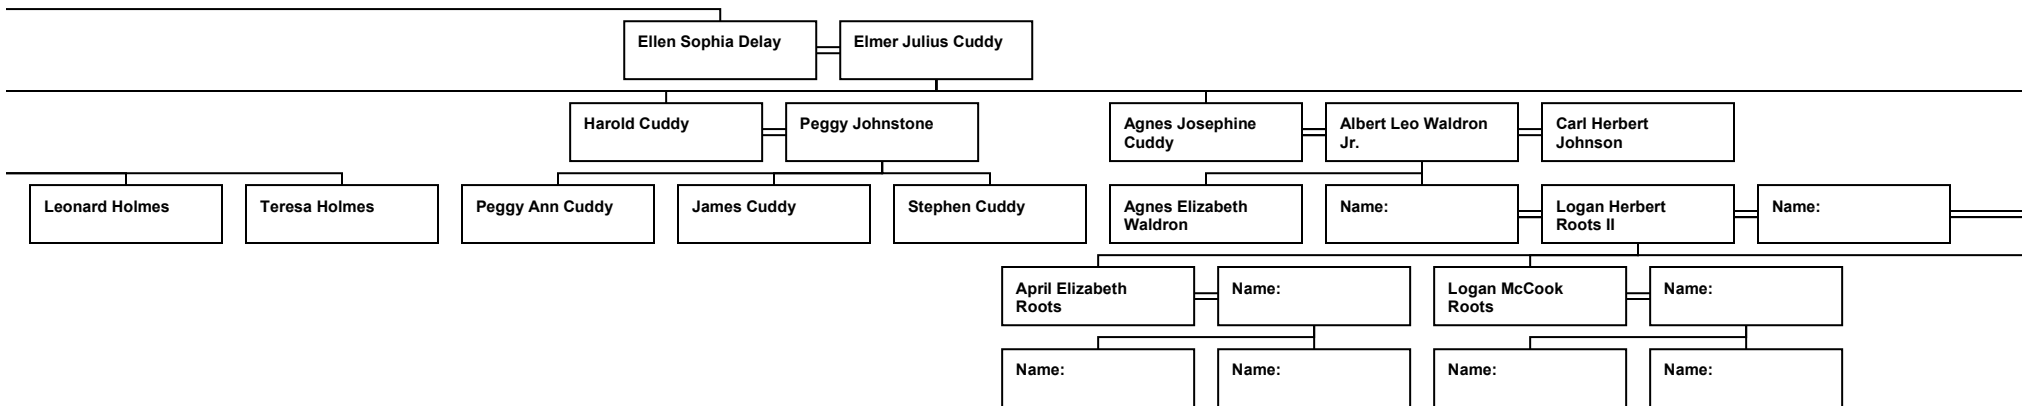 Ellen Sophia Delay
Elmer Julius Cuddy
Harold Cuddy
Peggy Johnstone
Agnes Josephine
Cuddy
Albert Leo Waldron
Jr.
Carl Herbert
Johnson
Leonard Holmes
Teresa Holmes
Peggy Ann Cuddy
James Cuddy
Stephen Cuddy
Agnes Elizabeth
Waldron
Name:
Logan Herbert
Roots II
Name:
April Elizabeth
Roots
Name:
Logan McCook
Roots
Name:
Name:
Name:
Name:
Name: